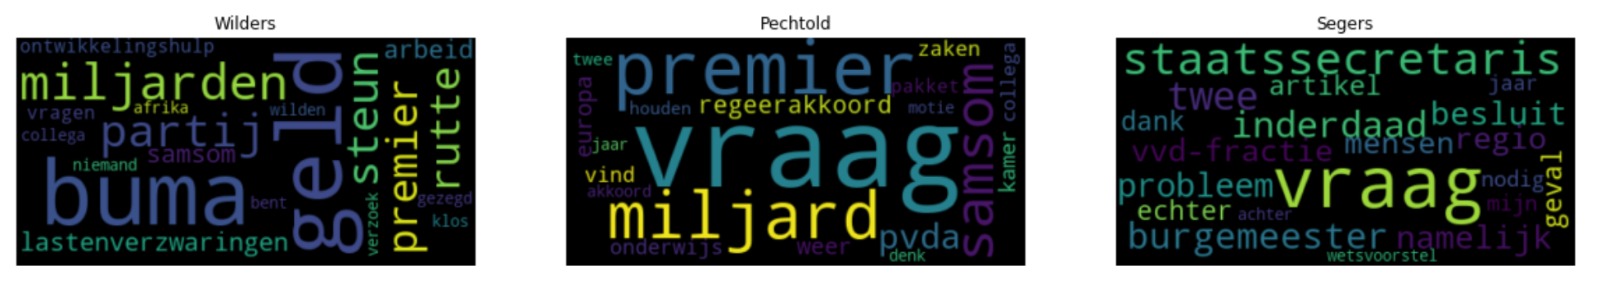 Wilders
ontwikkelingshulp
arbeid
miljarden
geld
steun
rutte
premier
vragen
afrika
wilden
collega
partij
samsom
niemand
buma
bent
gezegd
verzoek
klos
lastenverzwaringen
Pechtold
twee
premier
zaken
collega
pakket
samsom
houden
regeerakkoord
motie
europa
jaar
vraag
kamer
vind
akkoord
miljard
pvda
onderwijs
weer
denk
Segers
staatssecretaris
twee
artikel
jaar
dank
inderdaad
besluit
vvd-fractie
mensen
regio
probleem
vraag
nodig
geval
echter
achter
mijn
burgemeester
namelijk
wetsvoorstel